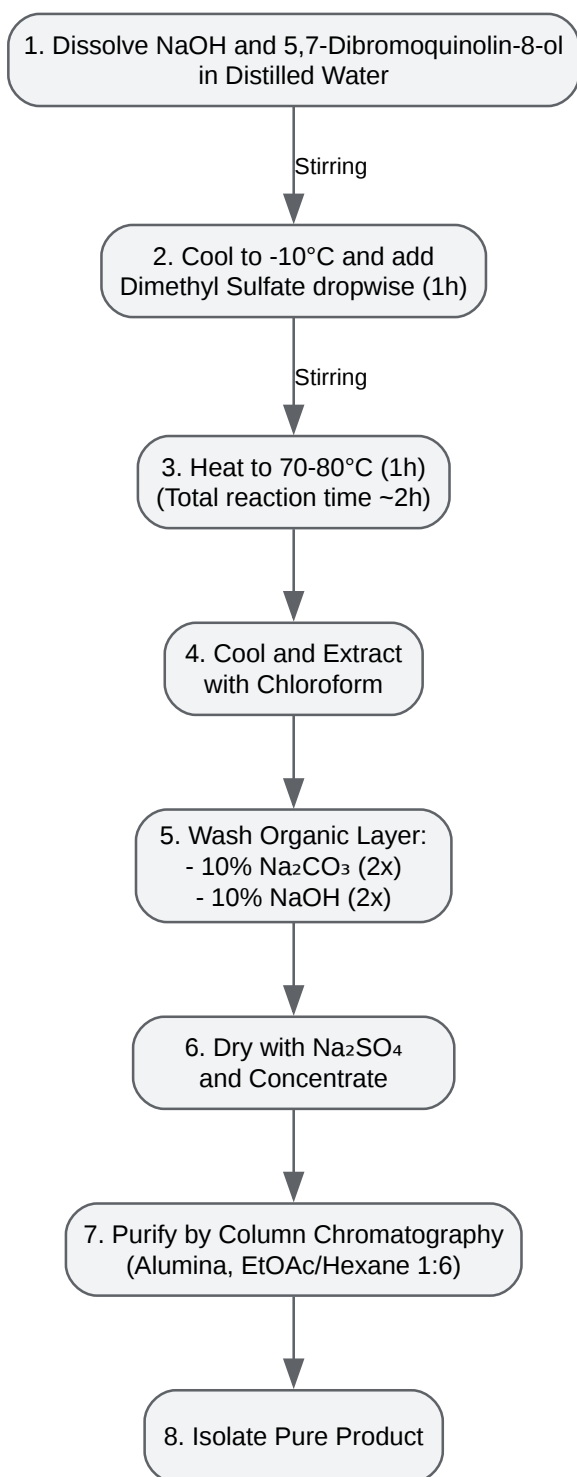 1. Dissolve NaOH and 5,7-Dibromoquinolin-8-ol
in Distilled Water
Stirring
2. Cool to -10°C and add
Dimethyl Sulfate dropwise (1h)
Stirring
3. Heat to 70-80°C (1h)
(Total reaction time ~2h)
4. Cool and Extract
with Chloroform
5. Wash Organic Layer:
- 10% Na₂CO₃ (2x)
- 10% NaOH (2x)
6. Dry with Na₂SO₄
and Concentrate
7. Purify by Column Chromatography
(Alumina, EtOAc/Hexane 1:6)
8. Isolate Pure Product